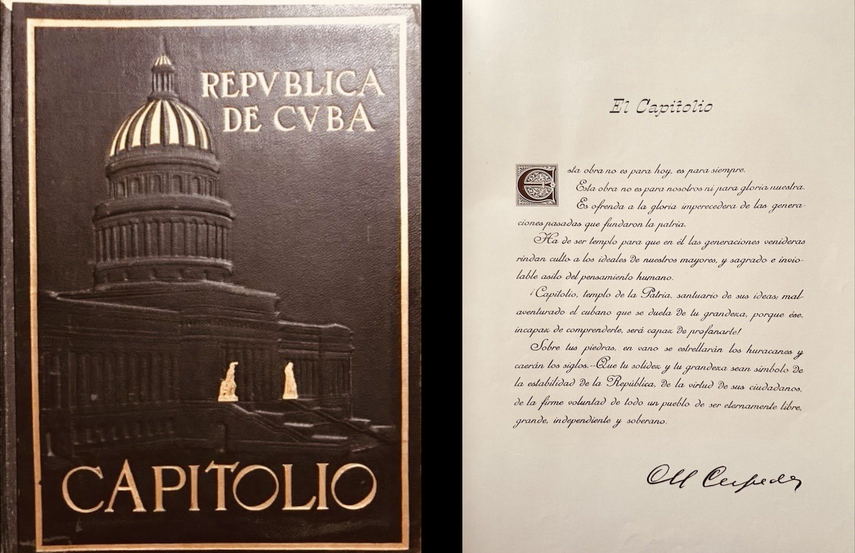 REPVBLICA
DE CVBA
CAPITOLIO
El Capitolio
Esta obra no es para hoy, es para siempre.
Esta obra no es para nosotros ni para gloria nuestra.
Es ofrenda a la gloria imperecedera de las genera-
ciones pasadas que fundaron la patria.
Ha de ser templo para que en él las generaciones venideras
rindan culto a los ideales de nuestros mayores, y sagrado e invio-
lable asilo del pensamiento humano.
¡Capitolio, templo de la Patria, santuario de sus ideas; mal-
aventurado el cubano que se duela de tu grandeza, porque ése,
incapaz de comprenderte, será capaz de profanarte!
Sobre tus piedras, en vano se estrellarán los huracanes y
caerán los siglos.—Que tu solidez y tu grandeza sean símbolo de
la estabilidad de la República, de la virtud de sus ciudadanos,
de la firme voluntad de todo un pueblo de ser eternamente libre,
grande, independiente y soberano.